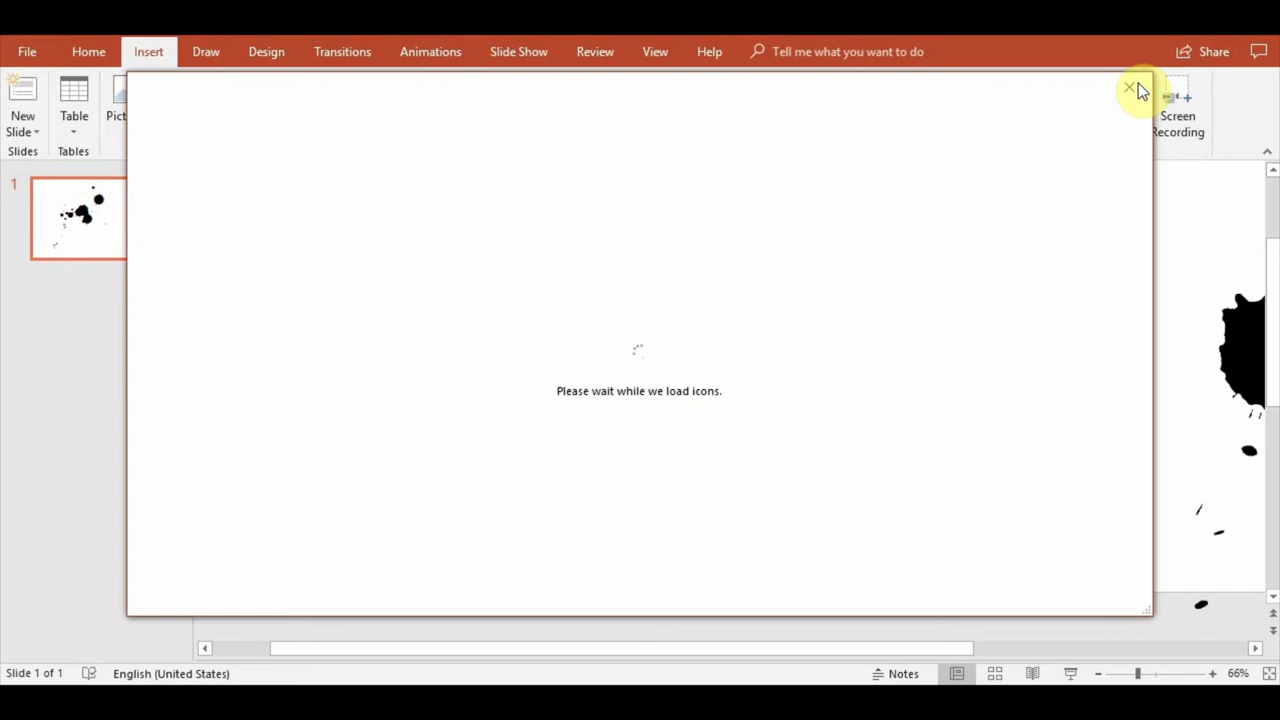 File Home Insert Draw Design Transitions Animations Slide Show Review View Help Tell me what you want to do Share
New Slide
Table
Screen Recording
Slides Tables
1
Please wait while we load icons.
Slide 1 of 1 English (United States) Notes 66%